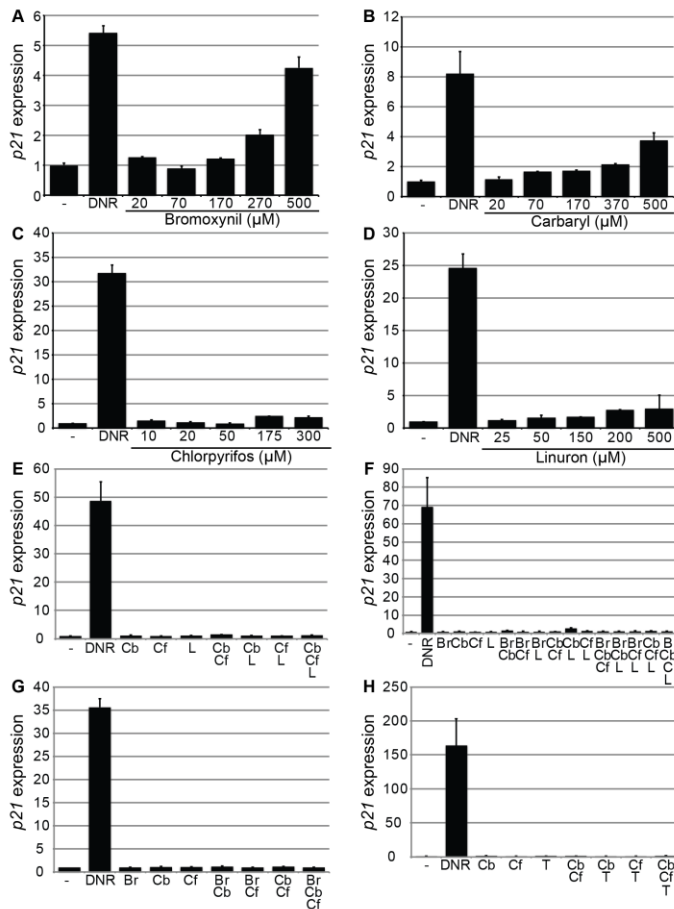 A
p21 expression
6
5
4
3
2
1
0
- DNR 20 70 170 270 500
Bromoxynil (µM)
B
p21 expression
12
10
8
6
4
2
0
- DNR 20 70 170 370 500
Carbaryl (µM)
C
p21 expression
40
35
30
25
20
15
10
5
0
- DNR 10 20 50 175 300
Chlorpyrifos (µM)
D
p21 expression
30
25
20
15
10
5
0
- DNR 25 50 150 200 500
Linuron (µM)
E
p21 expression
60
50
40
30
20
10
0
- DNR Cb Cf L Cb Cb Cf Cb
Cf L L Cf
L
F
p21 expression
90
80
70
60
50
40
30
20
10
0
- DNR Br Cb Cf L Br Br Br Cb Cb Cf Br Br Br Cb B
Cb Cf L Cf L L Cb Cb Cf Cf Cb
Cf L L L C
L
G
p21 expression
40
35
30
25
20
15
10
5
0
- DNR Br Cb Cf Br Br Cb Br
Cb Cf Cf Cb
Cf
H
p21 expression
250
200
150
100
50
0
- DNR Cb Cf T Cb Cb Cf Cb
Cf T T Cf
T